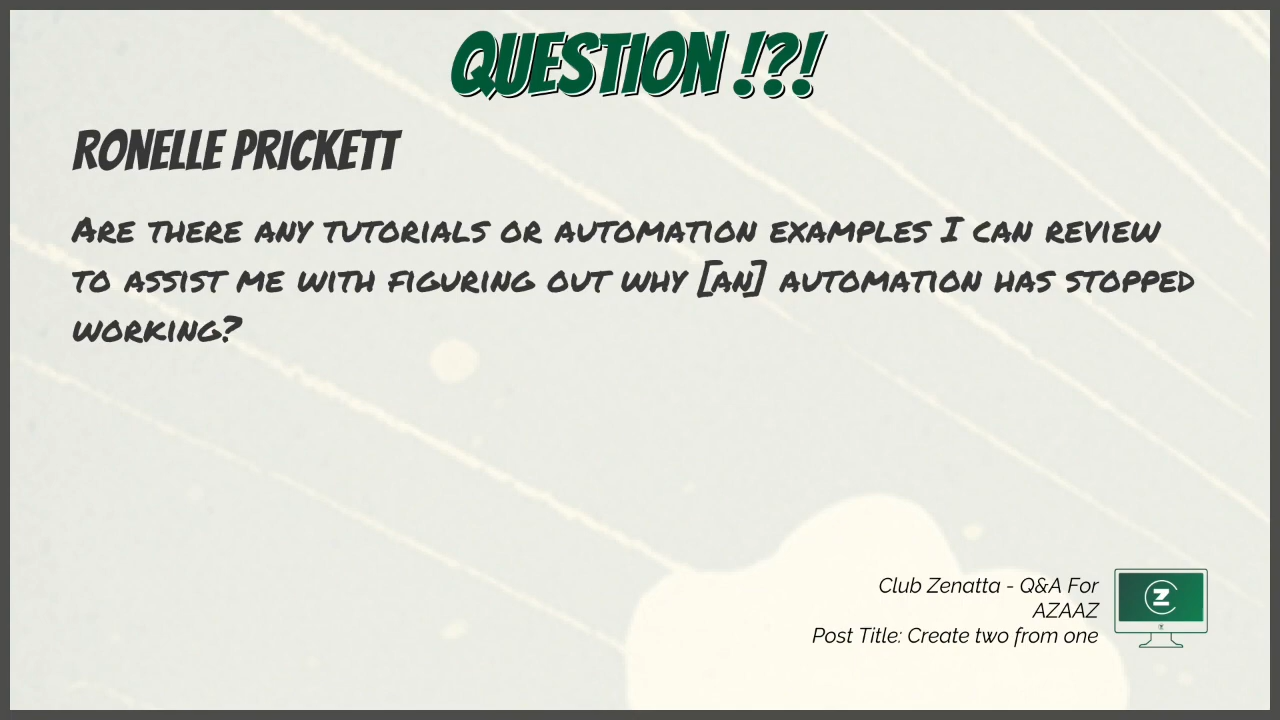 QUESTION !?!
RONELLE PRICKETT
ARE THERE ANY TUTORIALS OR AUTOMATION EXAMPLES I CAN REVIEW
TO ASSIST ME WITH FIGURING OUT WHY [AN] AUTOMATION HAS STOPPED
WORKING?
Club Zenatta - Q&A For
AZAAZ
Post Title: Create two from one
Z